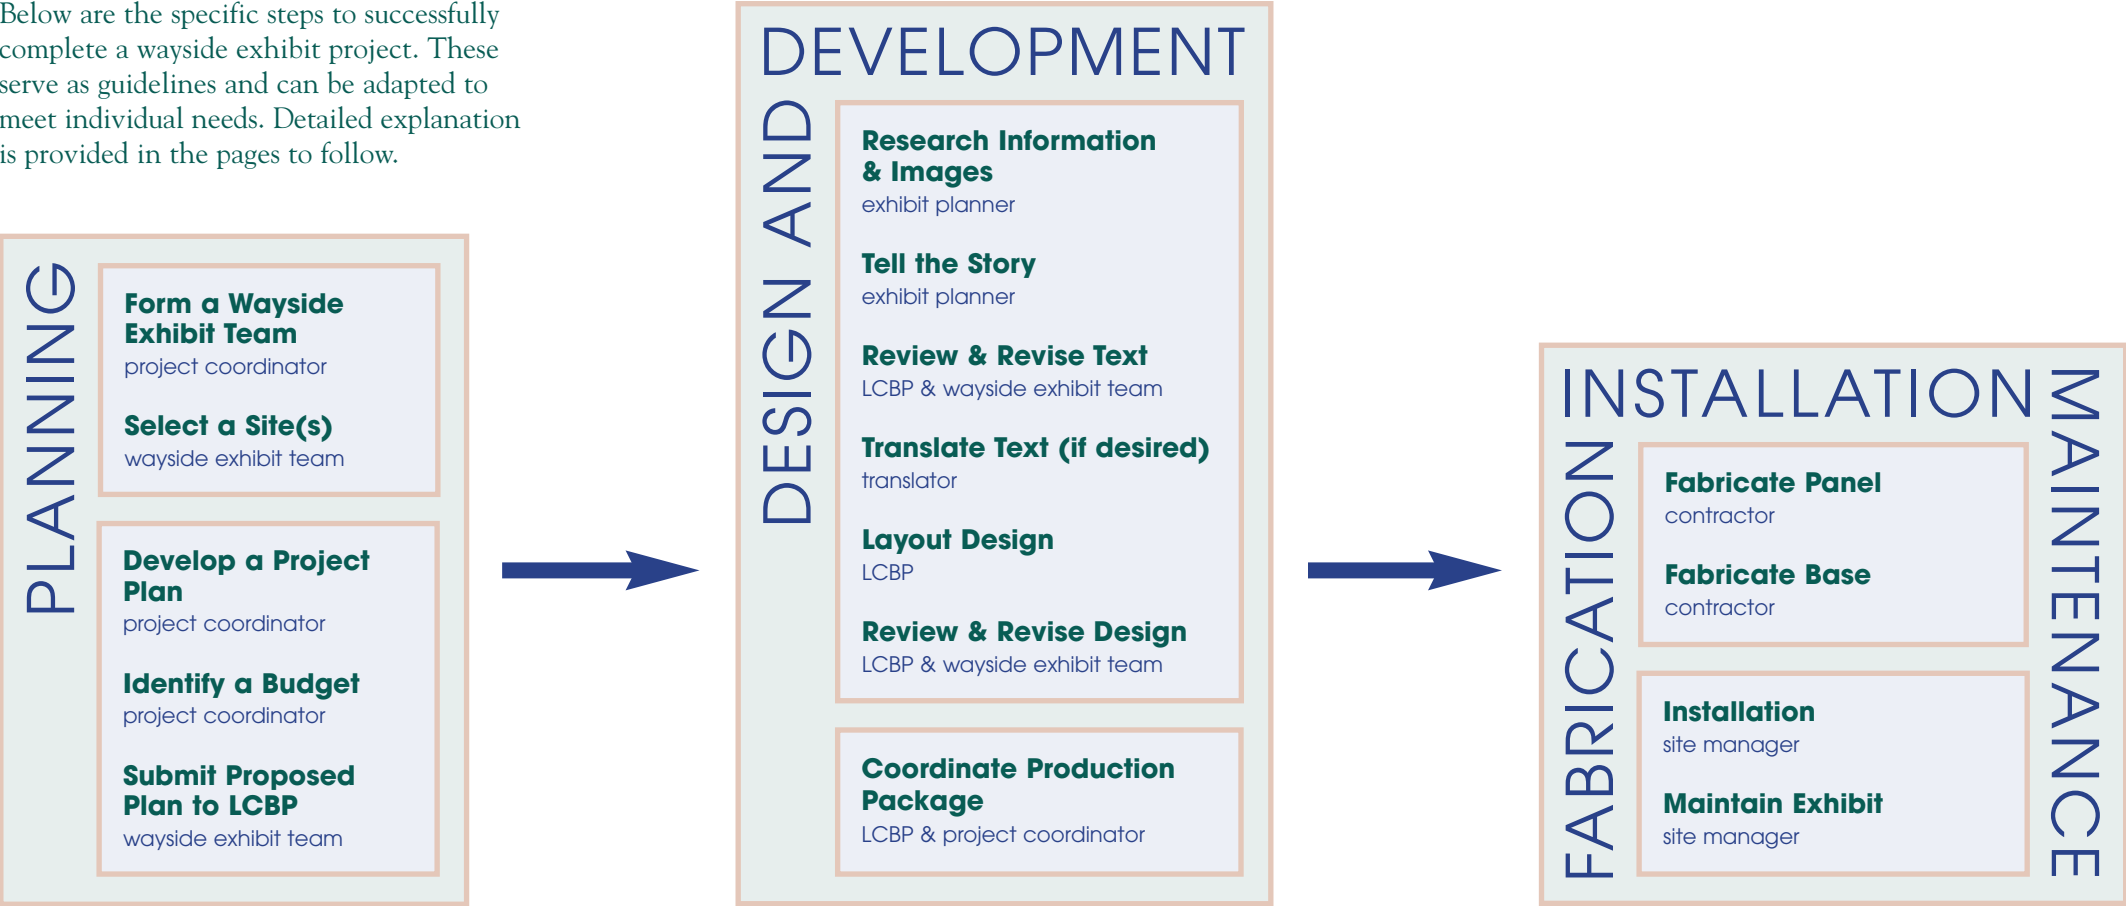 Below are the specific steps to successfully
complete a wayside exhibit project. These
serve as guidelines and can be adapted to
meet individual needs. Detailed explanation
is provided in the pages to follow.
PLANNING
Form a Wayside
Exhibit Team
project coordinator
Select a Site(s)
wayside exhibit team
Develop a Project
Plan
project coordinator
Identify a Budget
project coordinator
Submit Proposed
Plan to LCBP
wayside exhibit team
DESIGN AND
DEVELOPMENT
Research Information
& Images
exhibit planner
Tell the Story
exhibit planner
Review & Revise Text
LCBP & wayside exhibit team
Translate Text (if desired)
translator
Layout Design
LCBP
Review & Revise Design
LCBP & wayside exhibit team
Coordinate Production
Package
LCBP & project coordinator
FABRICATION
INSTALLATION
MAINTENANCE
Fabricate Panel
contractor
Fabricate Base
contractor
Installation
site manager
Maintain Exhibit
site manager